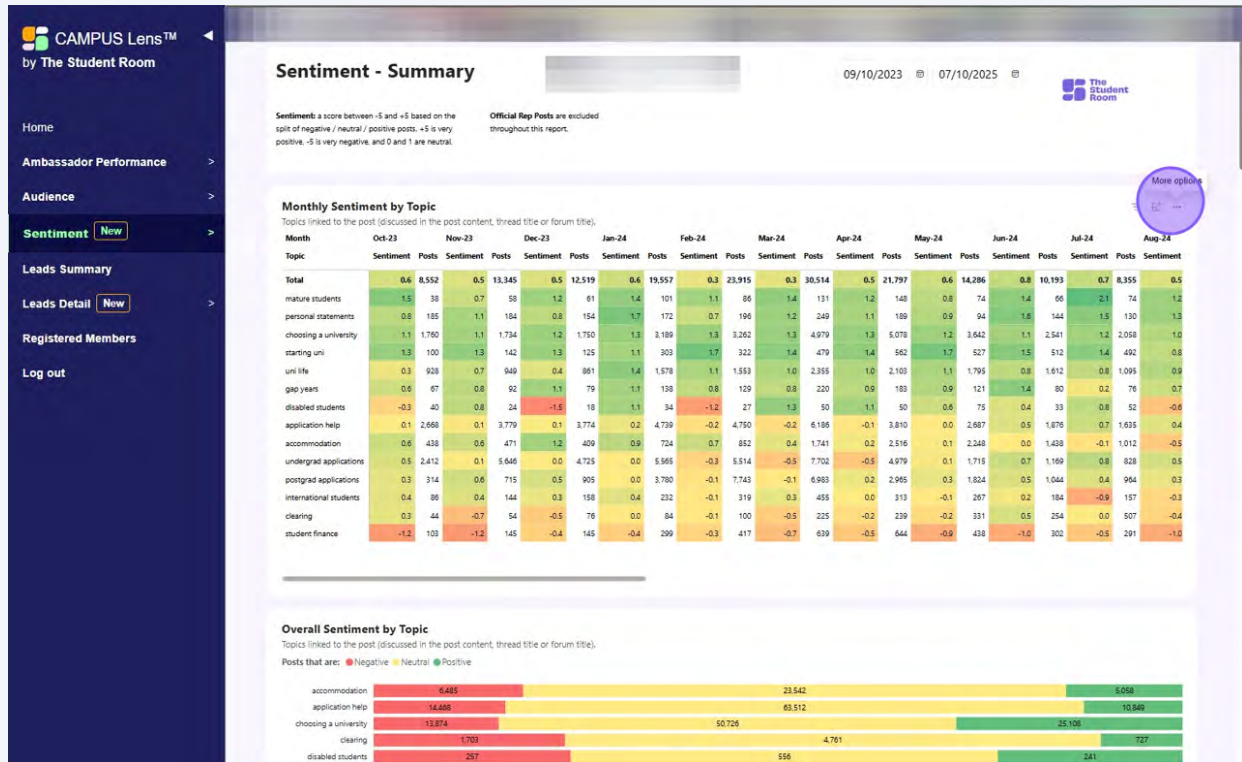 CAMPUS Lens™ ◀
by The Student Room
Home
Ambassador Performance >
Audience >
Sentiment New >
Leads Summary
Leads Detail New >
Registered Members
Log out
Sentiment - Summary
09/10/2023 07/10/2025
The
Student
Room
Sentiment: a score between -5 and +5 based on the
split of negative / neutral / positive posts. +5 is very
positive, -5 is very negative, and 0 and 1 are neutral.
Official Rep Posts are excluded
throughout this report.
More options
Monthly Sentiment by Topic
Topics linked to the post (discussed in the post content, thread title or forum title).
Month Oct-23 Nov-23 Dec-23 Jan-24 Feb-24 Mar-24 Apr-24 May-24 Jun-24 Jul-24 Aug-24
Topic Sentiment Posts Sentiment Posts Sentiment Posts Sentiment Posts Sentiment Posts Sentiment Posts Sentiment Posts Sentiment Posts Sentiment Posts Sentiment Posts Sentiment
Total 0.6 8,552 0.5 13,345 0.5 12,519 0.6 19,557 0.3 23,915 0.3 30,514 0.5 21,797 0.6 14,286 0.8 10,193 0.7 8,355 0.5
mature students 1.5 38 0.7 58 1.2 61 1.4 101 1.1 86 1.4 131 1.2 148 0.8 74 1.4 66 2.1 74 1.2
personal statements 0.8 185 1.1 184 0.8 154 1.7 172 0.7 196 1.2 249 1.1 189 0.9 94 1.6 144 1.5 130 1.3
choosing a university 1.1 1,760 1.1 1,734 1.2 1,750 1.3 3,189 1.3 3,262 1.3 4,979 1.3 5,078 1.2 3,642 1.1 2,541 1.2 2,058 1.0
starting uni 1.3 100 1.3 142 1.3 125 1.1 303 1.7 322 1.4 479 1.4 562 1.7 527 1.5 512 1.4 492 0.8
uni life 0.3 928 0.7 949 0.4 861 1.4 1,578 1.1 1,553 1.0 2,355 1.0 2,103 1.1 1,795 0.8 1,612 0.8 1,095 0.9
gap years 0.6 67 0.8 92 1.1 79 1.1 138 0.8 129 0.8 220 0.9 183 0.9 121 1.4 80 0.2 76 0.7
disabled students -0.3 40 0.8 24 -1.5 18 1.1 34 -1.2 27 1.3 50 1.1 50 0.6 75 0.4 33 0.8 52 -0.6
application help 0.1 2,668 0.1 3,779 0.1 3,774 0.2 4,739 -0.2 4,750 -0.2 6,186 -0.1 3,810 0.0 2,687 0.5 1,876 0.7 1,635 0.4
accommodation 0.6 438 0.6 471 1.2 409 0.9 724 0.7 852 0.4 1,741 0.2 2,516 0.1 2,248 0.0 1,438 -0.1 1,012 -0.5
undergrad applications 0.5 2,412 0.1 5,646 0.0 4,725 0.0 5,565 -0.3 5,514 -0.5 7,702 -0.5 4,979 0.1 1,715 0.7 1,169 0.8 828 0.5
postgrad applications 0.3 314 0.6 715 0.5 905 0.0 3,780 -0.1 7,743 -0.1 6,983 0.2 2,965 0.3 1,824 0.5 1,044 0.4 964 0.3
international students 0.4 86 0.4 144 0.3 158 0.4 232 -0.1 319 0.3 455 0.0 313 -0.1 267 0.2 184 -0.9 157 -0.3
clearing 0.3 44 -0.7 54 -0.5 76 0.0 84 -0.1 100 -0.5 225 -0.2 239 -0.2 331 0.5 254 0.0 507 -0.4
student finance -1.2 103 -1.2 145 -0.4 145 -0.4 299 -0.3 417 -0.7 639 -0.5 644 -0.9 438 -1.0 302 -0.5 291 -1.0
Overall Sentiment by Topic
Topics linked to the post (discussed in the post content, thread title or forum title).
Posts that are: Negative Neutral Positive
accommodation 6,485 23,542 5,058
application help 14,468 63,512 10,849
choosing a university 13,874 50,726 25,108
clearing 1,703 4,761 727
disabled students 257 556 241